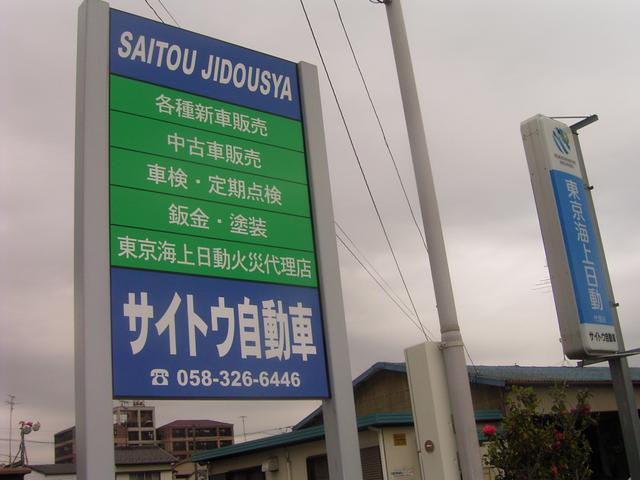 SAITOU JIDOUSYA
各種新車販売
中古車販売
車検・定期点検
鈑金・塗装
東京海上日動火災代理店
サイトウ自動車
☎ 058-326-6446
東京海上日動
代理店
サイトウ自動車